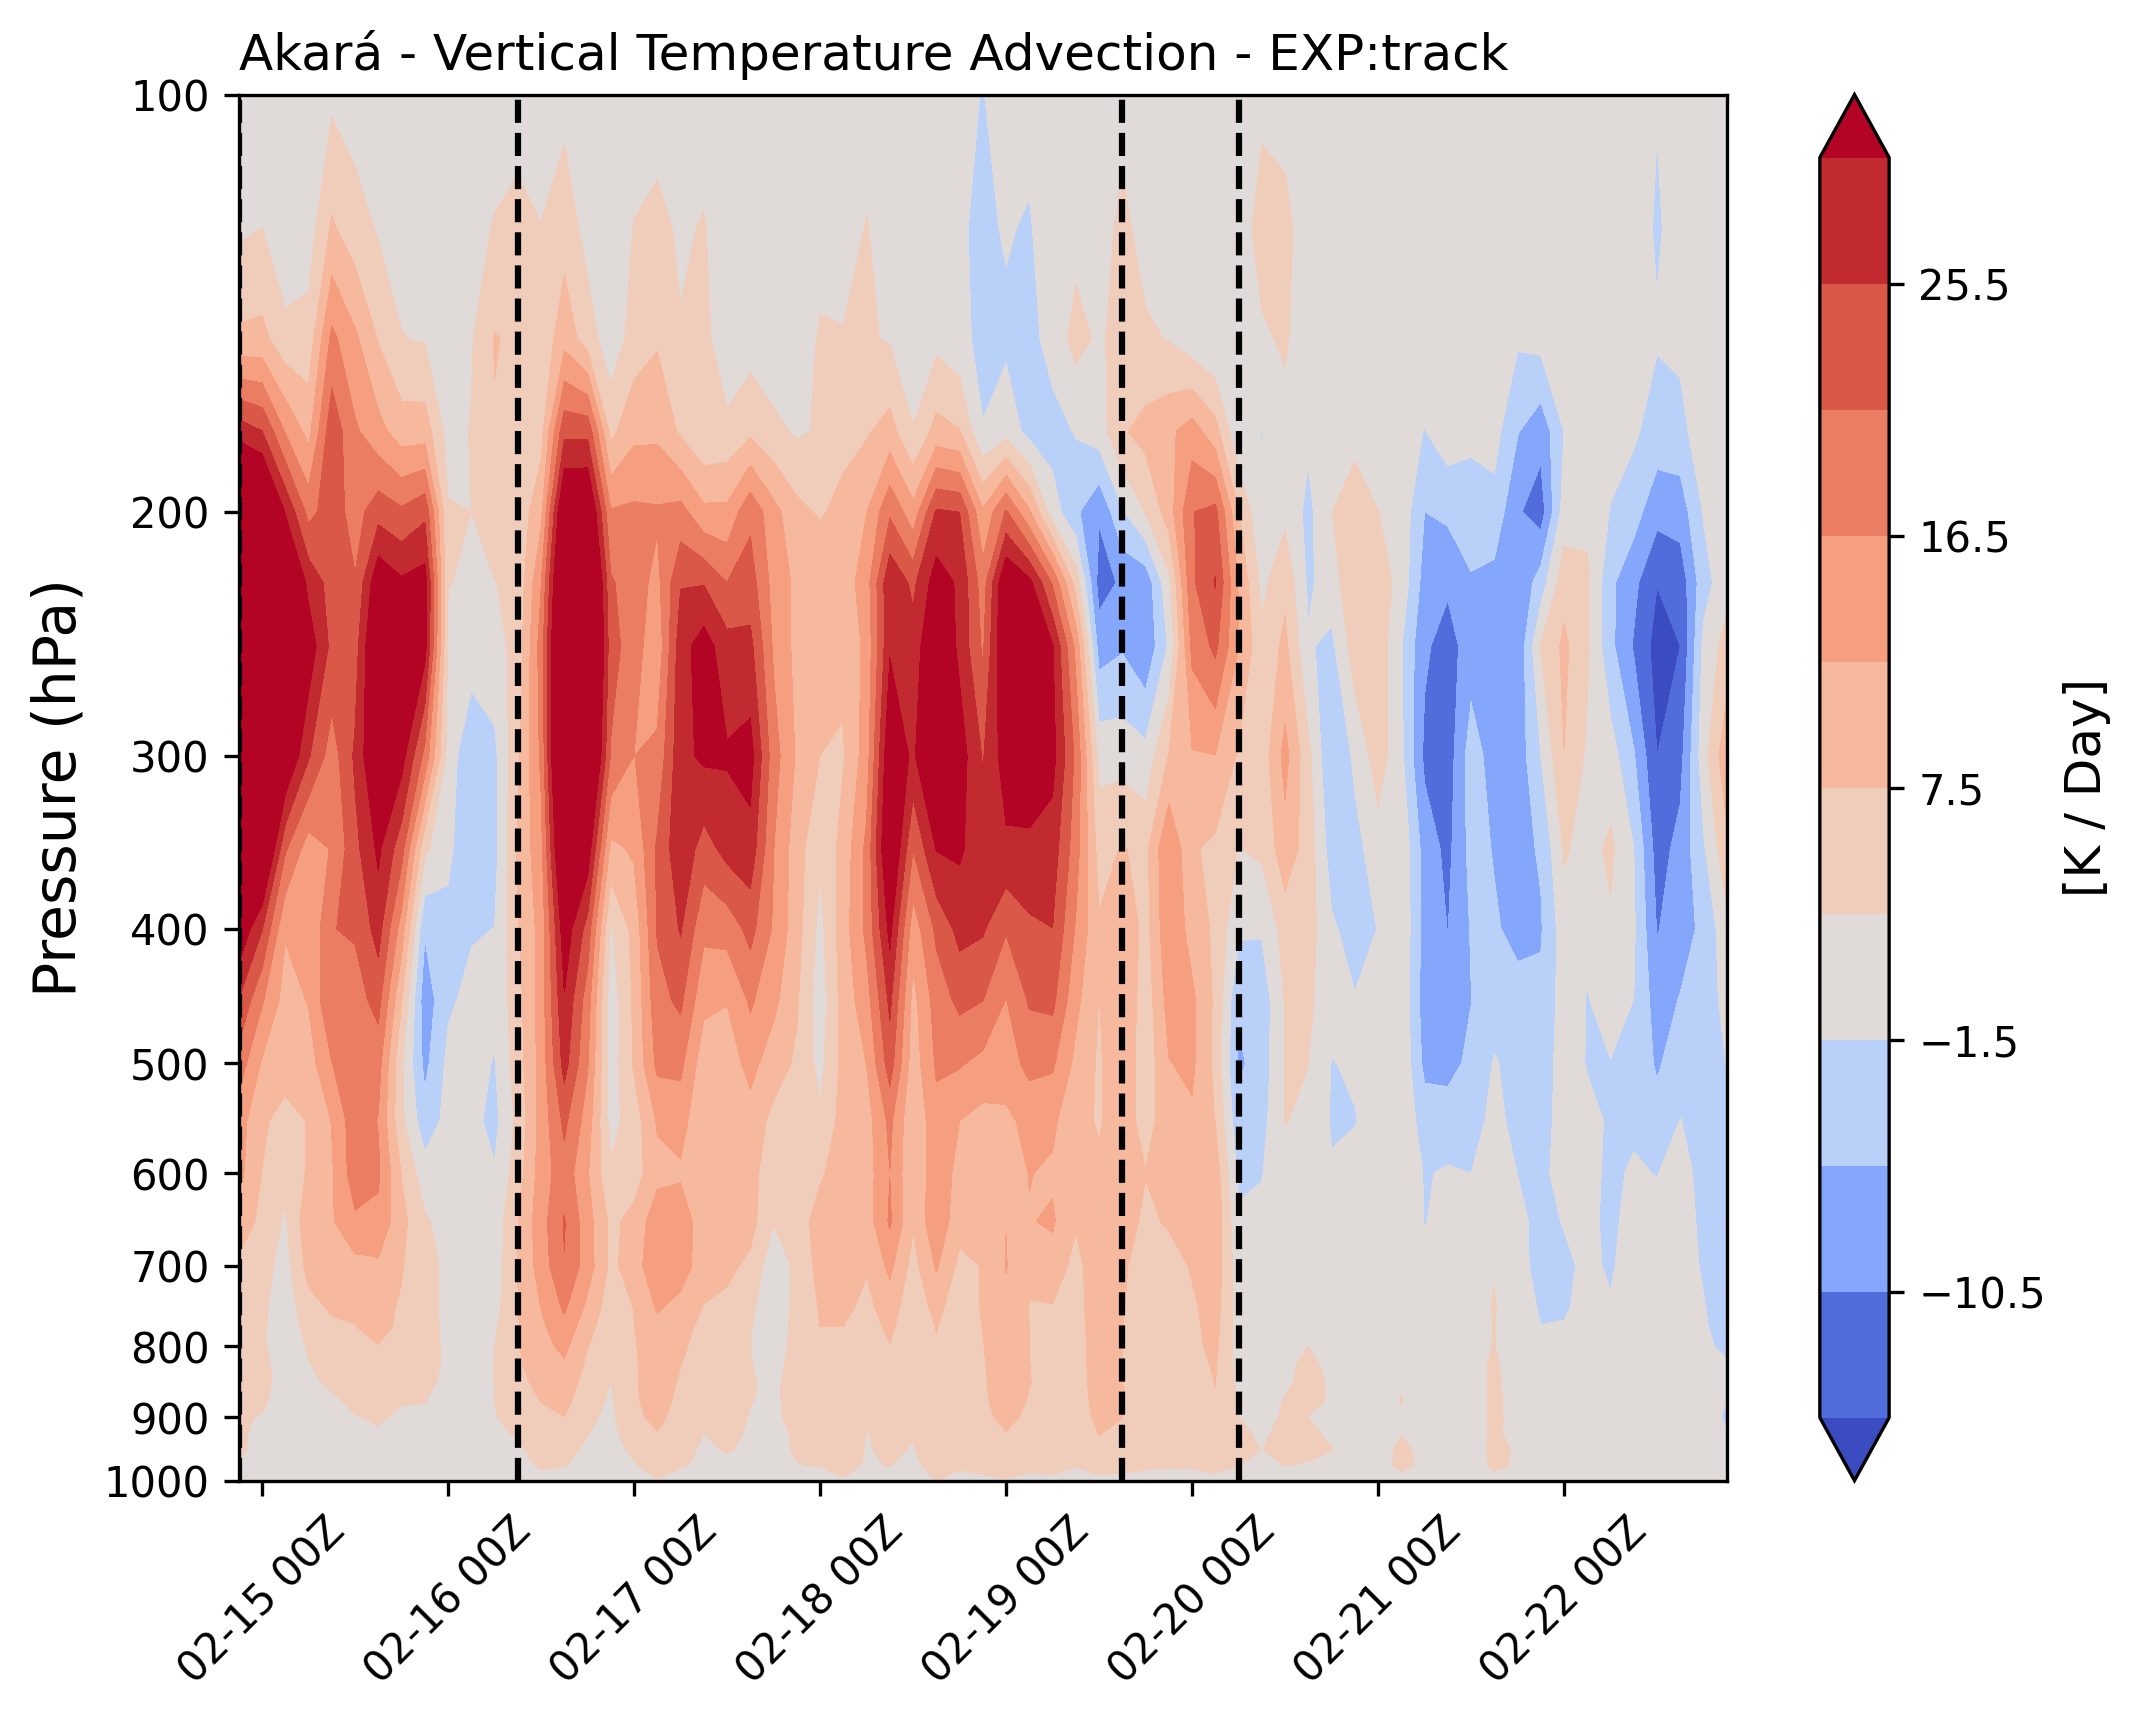 Akará - Vertical Temperature Advection - EXP:track
100
200
300
400
500
600
700
800
900
1000
Pressure (hPa)
02-15 00Z
02-16 00Z
02-17 00Z
02-18 00Z
02-19 00Z
02-20 00Z
02-21 00Z
02-22 00Z
25.5
16.5
7.5
−1.5
−10.5
[K / Day]